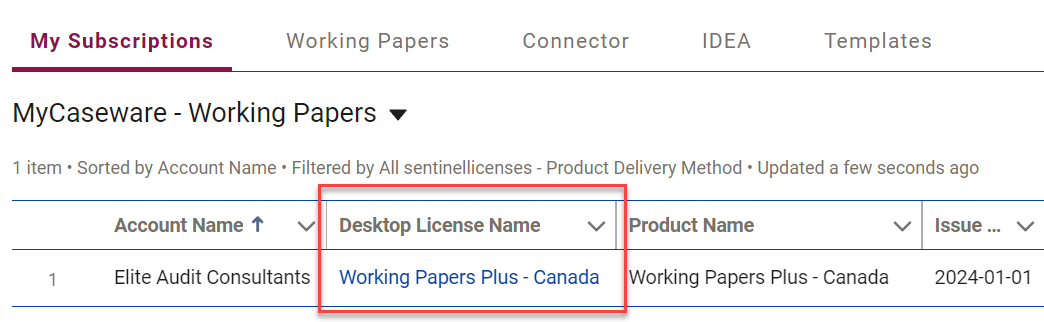 My Subscriptions Working Papers Connector IDEA Templates
MyCaseware - Working Papers
1 item • Sorted by Account Name • Filtered by All sentinellicenses - Product Delivery Method • Updated a few seconds ago
Account Name Desktop License Name Product Name Issue ...
1 Elite Audit Consultants Working Papers Plus - Canada Working Papers Plus - Canada 2024-01-01